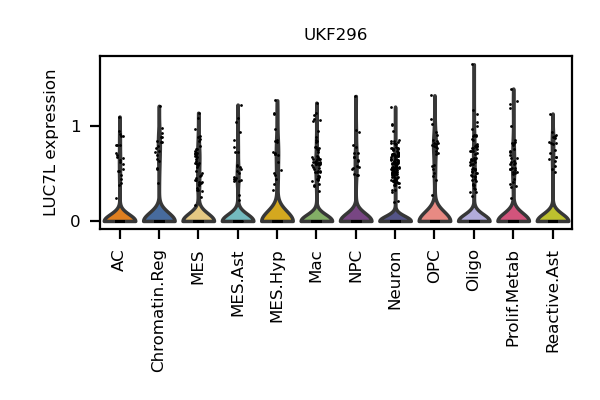 UKF296
LUC7L expression
1
0
AC
Chromatin.Reg
MES
MES.Ast
MES.Hyp
Mac
NPC
Neuron
OPC
Oligo
Prolif.Metab
Reactive.Ast